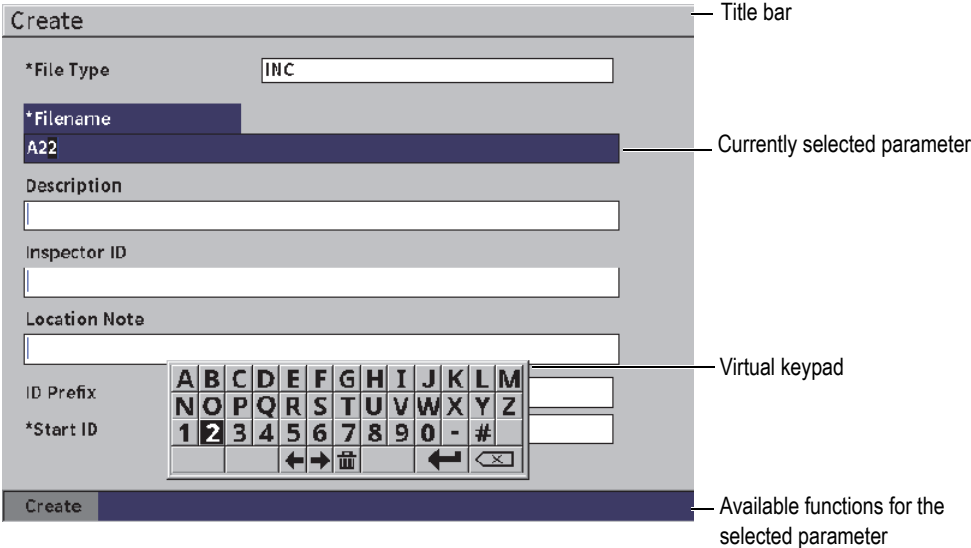 Create
Title bar
*File Type
INC
*Filename
A22
Currently selected parameter
Description
Inspector ID
Location Note
Virtual keypad
A B C D E F G H I J K L M
ID Prefix
N O P Q R S T U V W X Y Z
*Start ID
1 2 3 4 5 6 7 8 9 0 - #
Create
Available functions for the
selected parameter